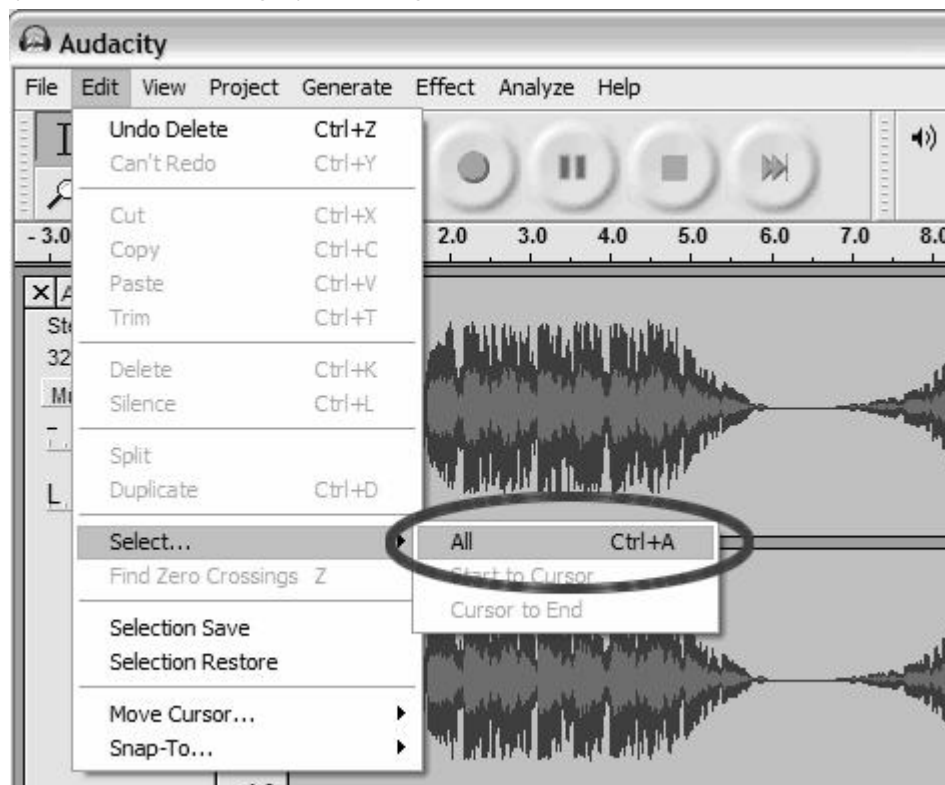 Audacity
File Edit View Project Generate Effect Analyze Help
Undo Delete Ctrl+Z
Can't Redo Ctrl+Y
Cut Ctrl+X
Copy Ctrl+C
Paste Ctrl+V
Trim Ctrl+T
Delete Ctrl+K
Silence Ctrl+L
Split
Duplicate Ctrl+D
Select...
Find Zero Crossings Z
Selection Save
Selection Restore
Move Cursor...
Snap-To...
All Ctrl+A
Start to Cursor
Cursor to End
- 3.0 2.0 3.0 4.0 5.0 6.0 7.0 8.0
X A
Ste
32
Mu
-
L